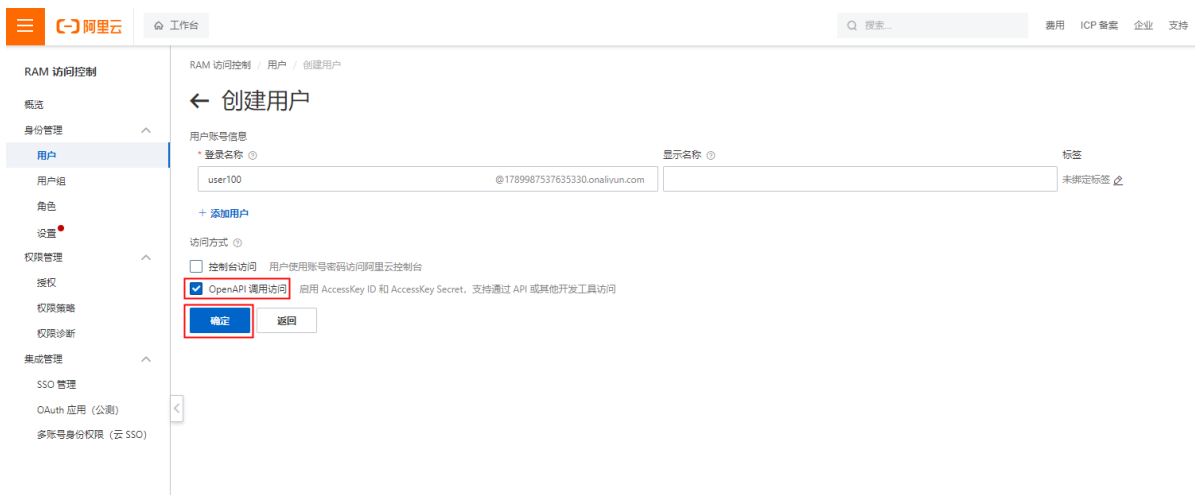 阿里云
工作台
搜索...
费用 ICP 备案 企业 支持
RAM 访问控制
概览
身份管理
用户
用户组
角色
设置
权限管理
授权
权限策略
权限诊断
集成管理
SSO 管理
OAuth 应用（公测）
多账号身份权限（云 SSO）
RAM 访问控制 / 用户 / 创建用户
← 创建用户
用户账号信息
* 登录名称 显示名称 标签
user100 @1789987537635330.onaliyun.com 未绑定标签
+ 添加用户
访问方式
控制台访问 用户使用账号密码访问阿里云控制台
OpenAPI 调用访问 启用 AccessKey ID 和 AccessKey Secret，支持通过 API 或其他开发工具访问
确定 返回